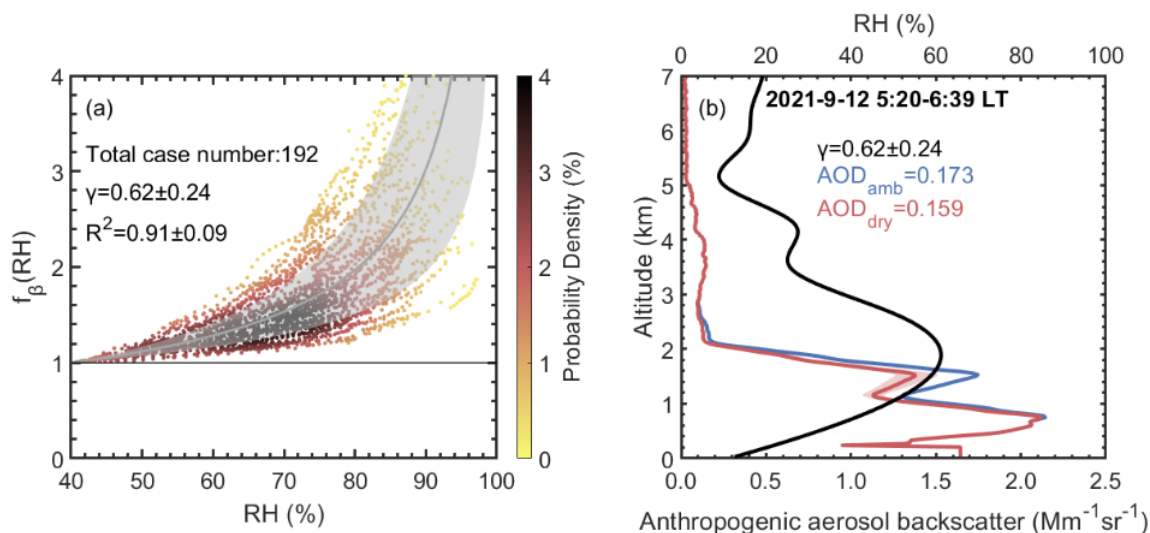 (a)
Total case number:192
γ=0.62±0.24
R²=0.91±0.09
4
3
2
1
0
f_β(RH)
40 50 60 70 80 90 100
RH (%)
4
3
2
1
0
Probability Density (%)
RH (%)
0 20 40 60 80 100
(b)
2021-9-12 5:20-6:39 LT
γ=0.62±0.24
AOD_amb=0.173
AOD_dry=0.159
7
6
5
4
3
2
1
0
Altitude (km)
0.0 0.5 1.0 1.5 2.0 2.5
Anthropogenic aerosol backscatter (Mm⁻¹sr⁻¹)